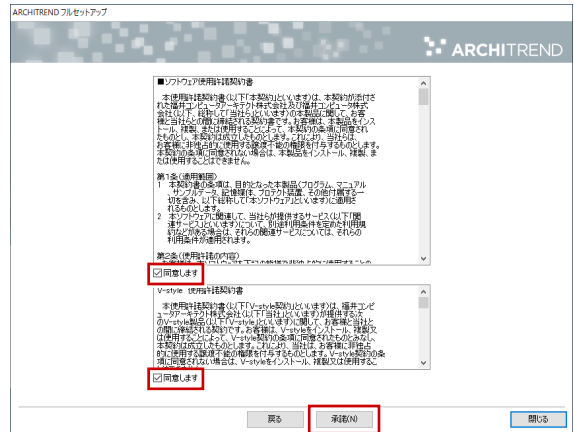 ARCHITREND フルセットアップ
ARCHITREND
■ソフトウェア使用許諾契約書
本使用許諾契約書(以下「本契約」といいます)は、本契約が添付さ
れた福井コンピュータアーキテクト株式会社及び福井コンピュータ株式
会社(以下、総称して「当社ら」といいます)の本製品に関して、お客
様と当社らとの間に締結される契約書です。お客様は、本製品をインス
トール、複製、または使用することによって、本契約の条項に同意され
たものとし、本契約は成立したものとします。これにより、当社らは、
お客様に非独占的に使用する譲渡不能の権限を付与するものとします。
本契約の条項に同意されない場合は、本製品をインストール、複製、ま
たは使用することはできません。
第1条(適用範囲)
1 本契約書の条項は、目的となった本製品(プログラム、マニュアル
、サンプルデータ、記憶媒体、プロテクト装置、その他付属する一
切を含み、以下総称して「本ソフトウェア」といいます)に適用さ
れるものとします。
2 本ソフトウェアに関連して、当社らが提供するサービス(以下「関
連サービス」といいます)について、別途利用条件を定めた利用規
約などがある場合は、それらの関連サービスについては、それらの
利用条件が適用されます。
第2条(使用許諾の内容)
同意します
V-style 使用許諾契約書
本使用許諾契約書(以下「V-style契約」といいます)は、福井コンピ
ュータアーキテクト株式会社(以下「当社」といいます)が提供する次
のV-style製品(以下「V-style」といいます)に関して、お客様と当社と
の間に締結される契約です。お客様は、V-styleをインストール、複製又
は使用することによって、V-style契約の条項に同意されたものとみなし、
本契約は成立したものとします。これにより、当社は、お客様に非独占
的に使用する譲渡不能の権限を付与するものとします。V-style契約の条
項に同意されない場合は、V-styleをインストール、複製又は使用するこ
同意します
戻る
承諾(N)
閉じる